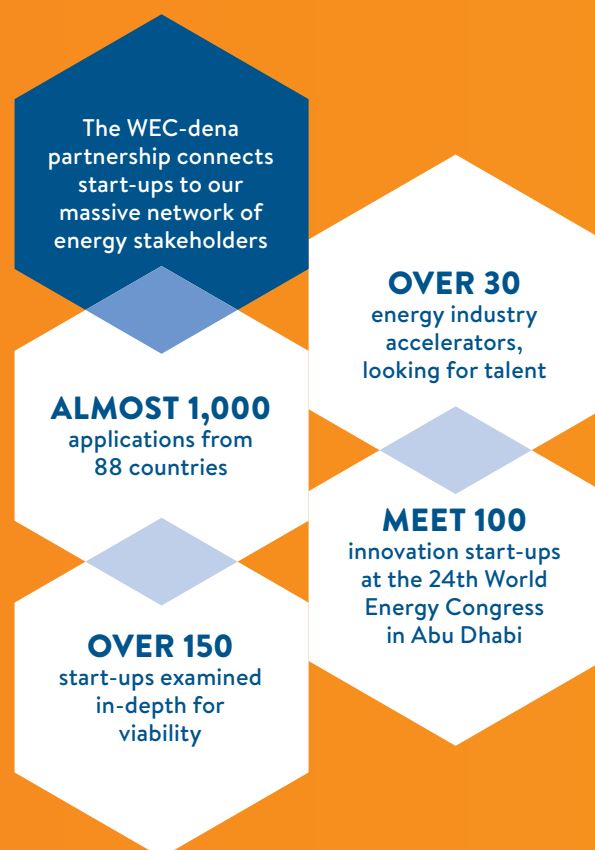 The WEC-dena
partnership connects
start-ups to our
massive network of
energy stakeholders
ALMOST 1,000
applications from
88 countries
OVER 150
start-ups examined
in-depth for
viability
OVER 30
energy industry
accelerators,
looking for talent
MEET 100
innovation start-ups
at the 24th World
Energy Congress
in Abu Dhabi